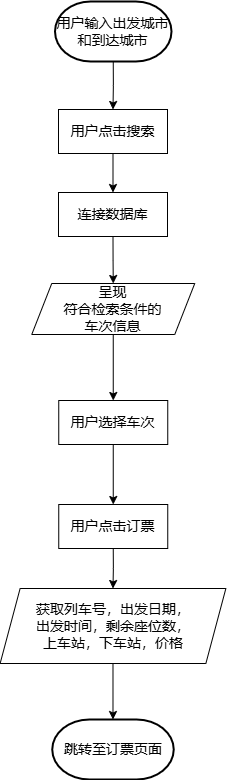 用户输入出发城市
和到达城市
用户点击搜索
连接数据库
呈现
符合检索条件的
车次信息
用户选择车次
用户点击订票
获取列车号，出发日期，
出发时间，剩余座位数，
上车站，下车站，价格
跳转至订票页面